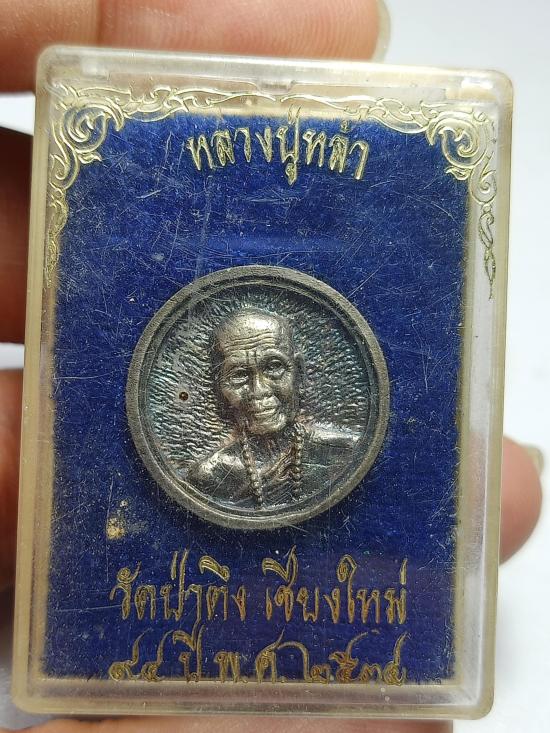 หลวงปู่หล้า
วัดป่าตึง เชียงใหม่
๙๔ ปี พ.ศ. ๒๕๓๔